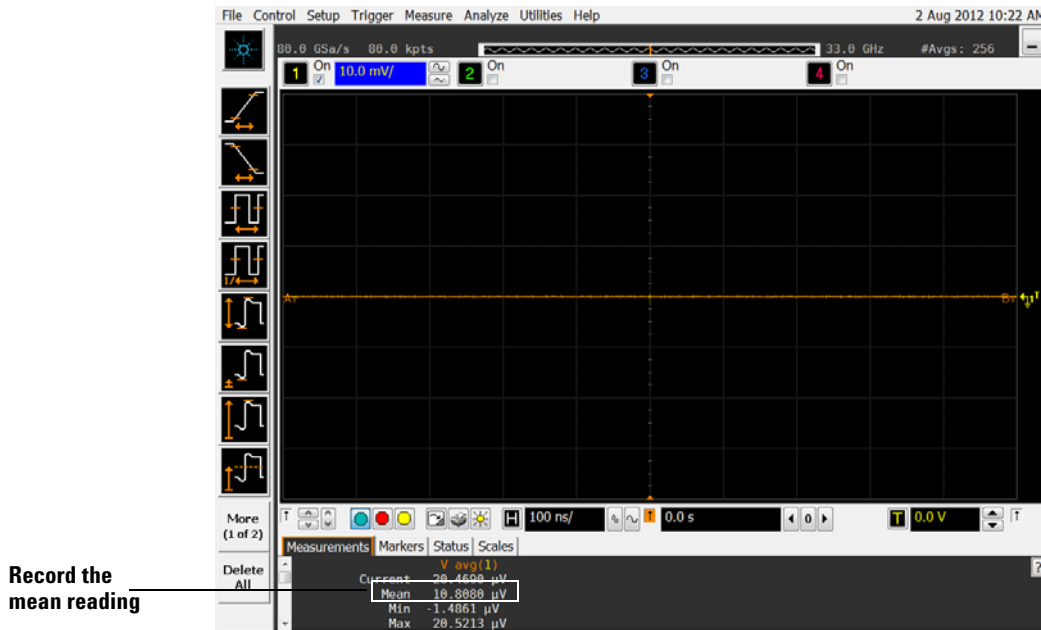 File Control Setup Trigger Measure Analyze Utilities Help 2 Aug 2012 10:22 AM
80.0 GSa/s 80.0 kpts 33.0 GHz #Avgs: 256
1 On 10.0 mV/ 2 On 3 On 4 On
More
(1 of 2)
Delete
All
H 100 ns/ 0.0 s 0 T 0.0 V
Measurements Markers Status Scales
V avg(1)
Current 20.4690 µV
Mean 10.8080 µV
Min -1.4861 µV
Max 20.5213 µV
?
Record the
mean reading